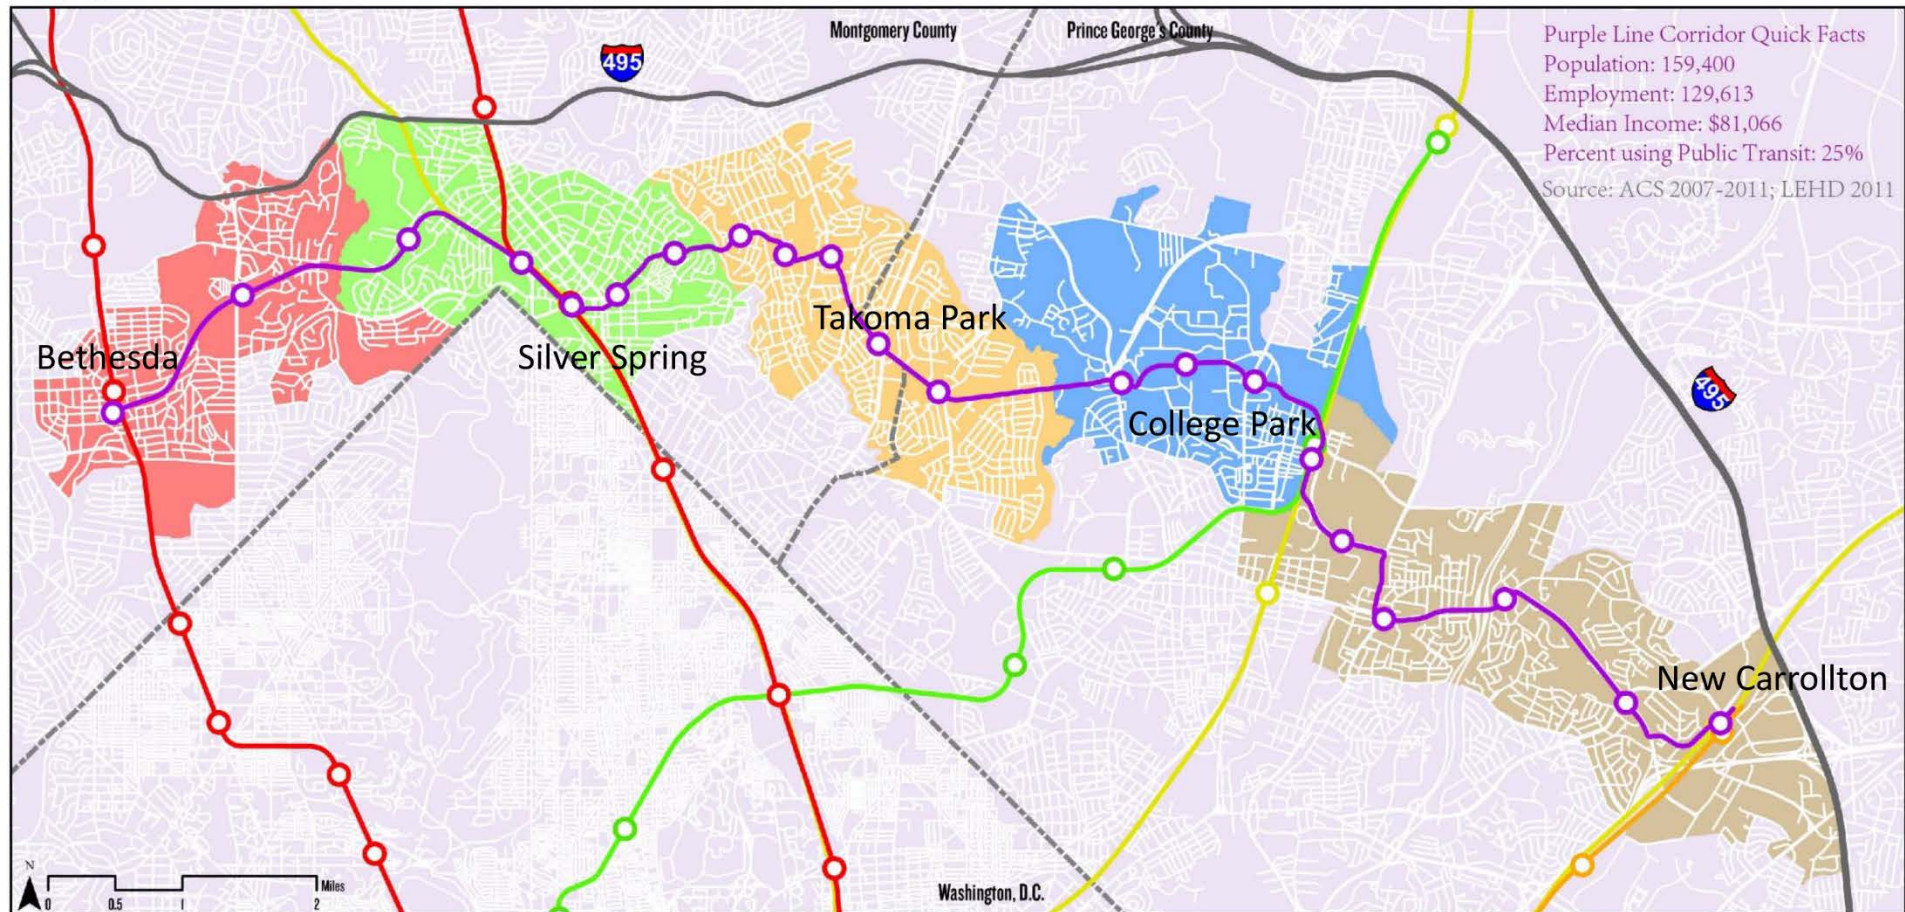 Montgomery County
Prince George's County
495
Purple Line Corridor Quick Facts
Population: 159,400
Employment: 129,613
Median Income: $81,066
Percent using Public Transit: 25%
Source: ACS 2007-2011; LEHD 2011
Takoma Park
Bethesda
Silver Spring
495
College Park
New Carrollton
N
Miles
0 0.5 1 2
Washington, D.C.